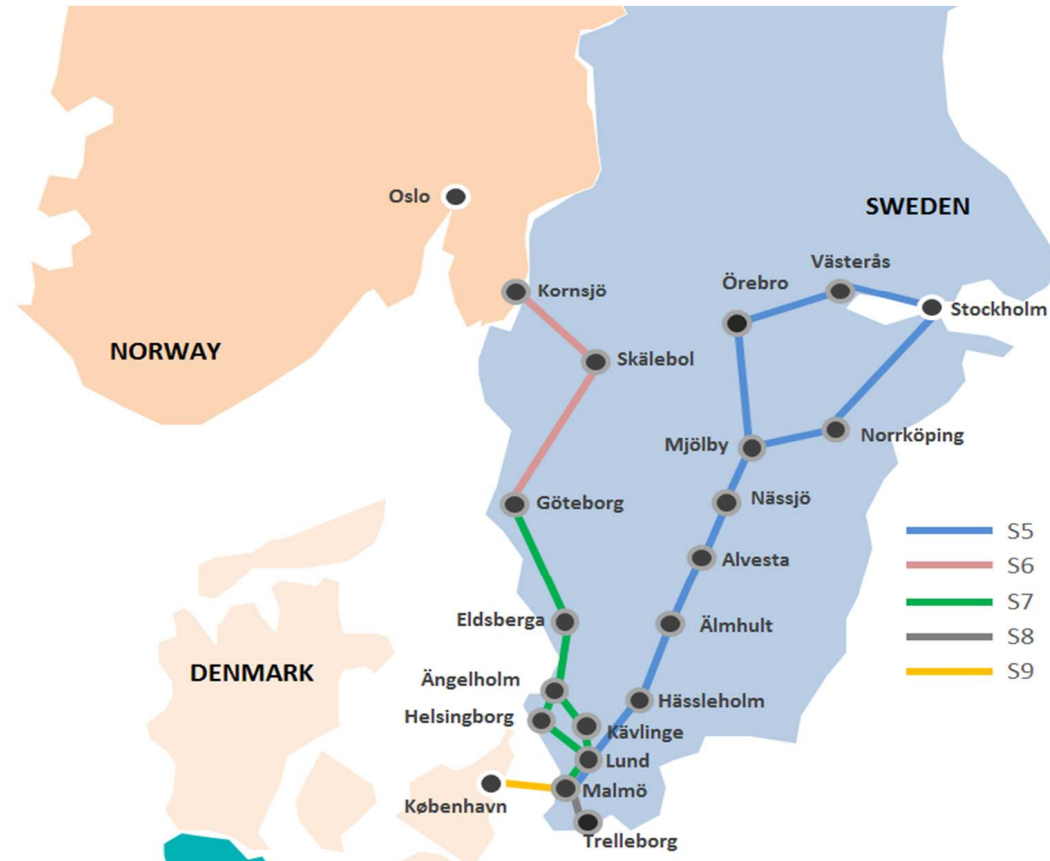 Oslo
SWEDEN
Västerås
Örebro
Kornsjö
Stockholm
NORWAY
Skälebol
Mjölby
Norrköping
Göteborg
Nässjö
S5
Alvesta
S6
S7
Eldsberga
Älmhult
S8
DENMARK
S9
Ängelholm
Helsingborg
Hässleholm
Kävlinge
Lund
Malmö
København
Trelleborg